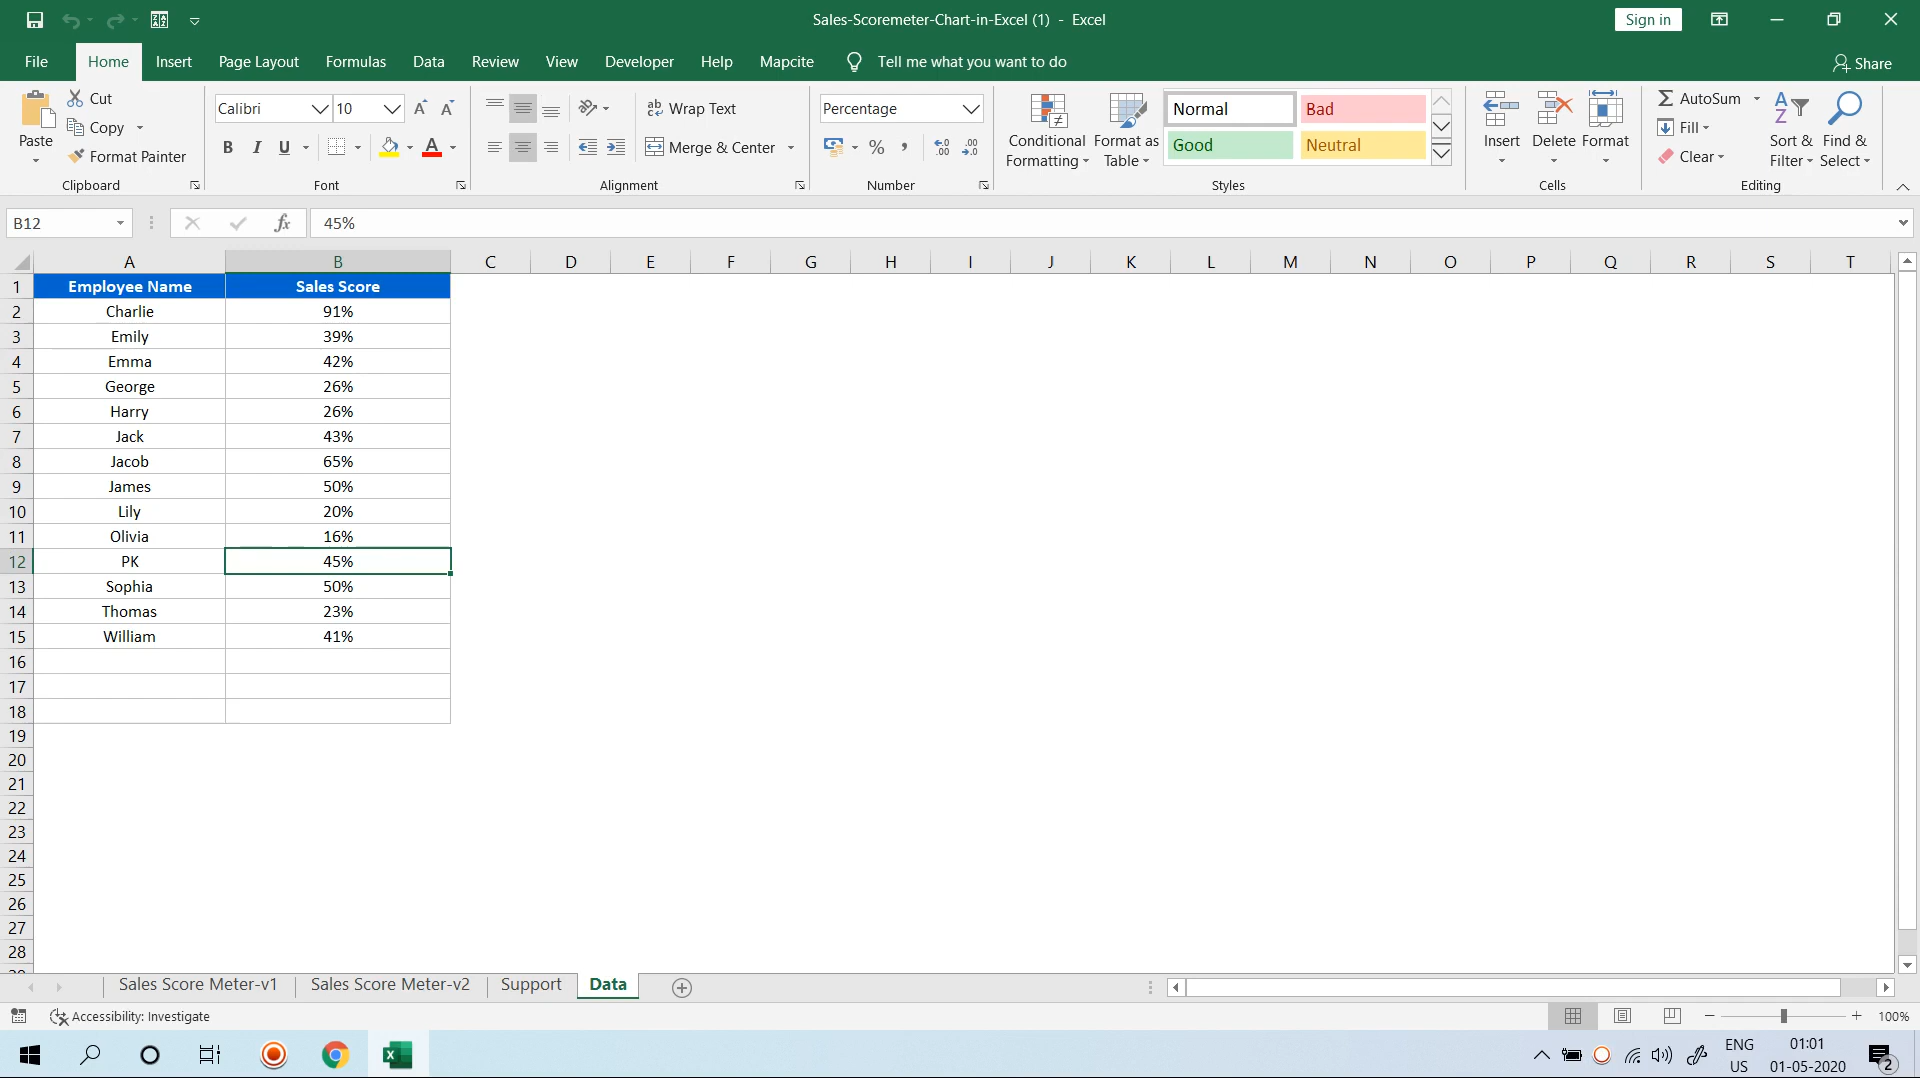 Sales-Scoremeter-Chart-in-Excel (1) - Excel
Sign in
File Home Insert Page Layout Formulas Data Review View Developer Help Mapcite Tell me what you want to do Share
Paste
Cut
Copy
Format Painter
Clipboard
Calibri 10
B I U
Font
Wrap Text
Merge & Center
Alignment
Percentage
Number
Conditional Formatting
Format as Table
Normal Bad
Good Neutral
Styles
Insert Delete Format
Cells
AutoSum
Fill
Clear
Sort & Filter
Find & Select
Editing
B12 fx 45%
A B C D E F G H I J K L M N O P Q R S T
1 Employee Name Sales Score
2 Charlie 91%
3 Emily 39%
4 Emma 42%
5 George 26%
6 Harry 26%
7 Jack 43%
8 Jacob 65%
9 James 50%
10 Lily 20%
11 Olivia 16%
12 PK 45%
13 Sophia 50%
14 Thomas 23%
15 William 41%
16
17
18
19
20
21
22
23
24
25
26
27
28
Sales Score Meter-v1 Sales Score Meter-v2 Support Data
Accessibility: Investigate
100%
ENG
US
01:01
01-05-2020
2